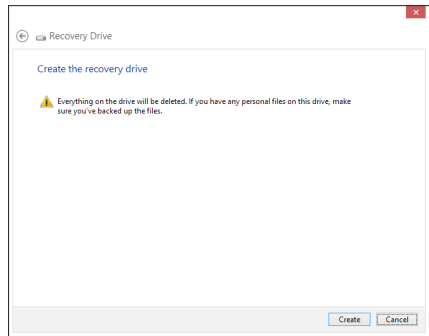 Recovery Drive
Create the recovery drive
Everything on the drive will be deleted. If you have any personal files on this drive, make
sure you've backed up the files.
Create Cancel